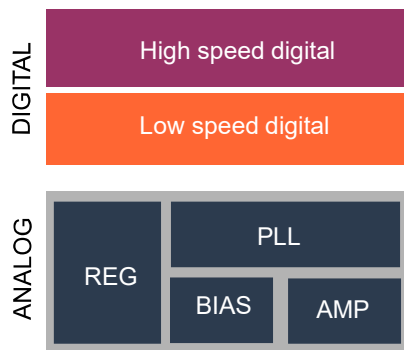 DIGITAL
High speed digital
Low speed digital
ANALOG
REG
PLL
BIAS
AMP